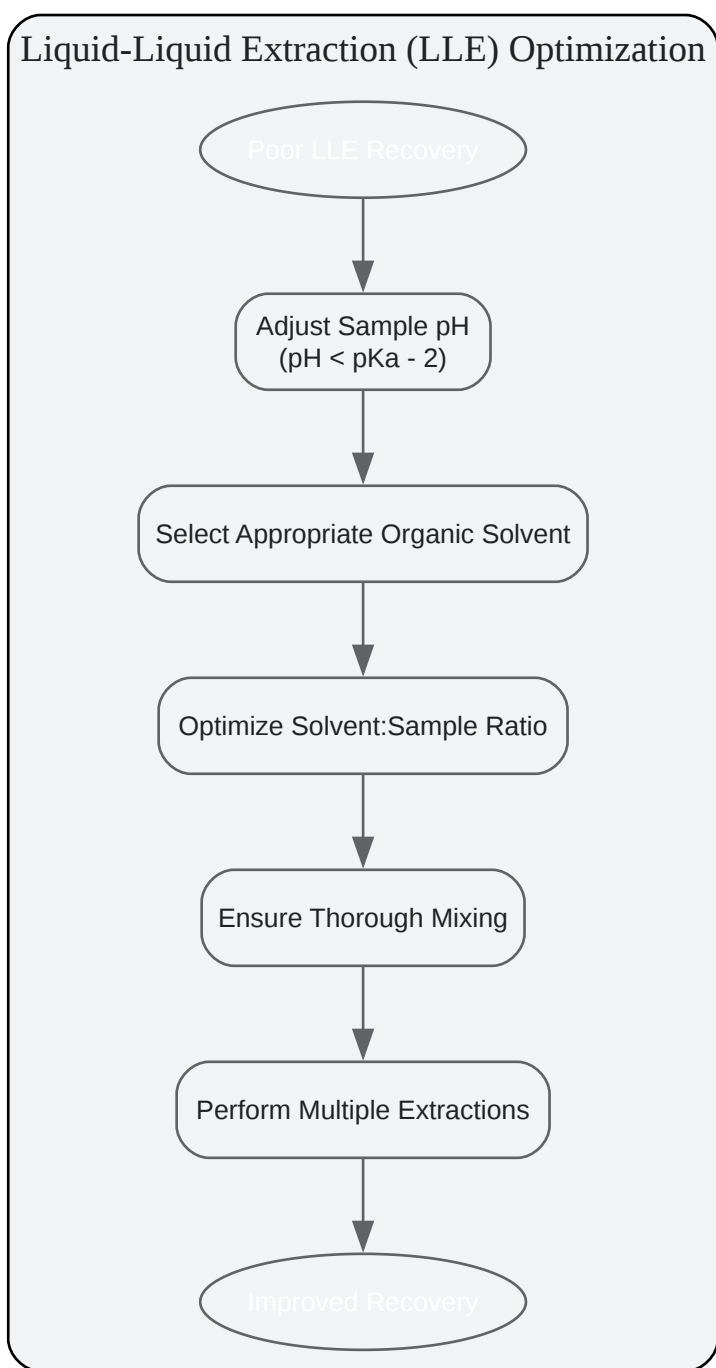 Liquid-Liquid Extraction (LLE) Optimization
Poor LLE Recovery
Adjust Sample pH
(pH < pKa - 2)
Select Appropriate Organic Solvent
Optimize Solvent:Sample Ratio
Ensure Thorough Mixing
Perform Multiple Extractions
Improved Recovery